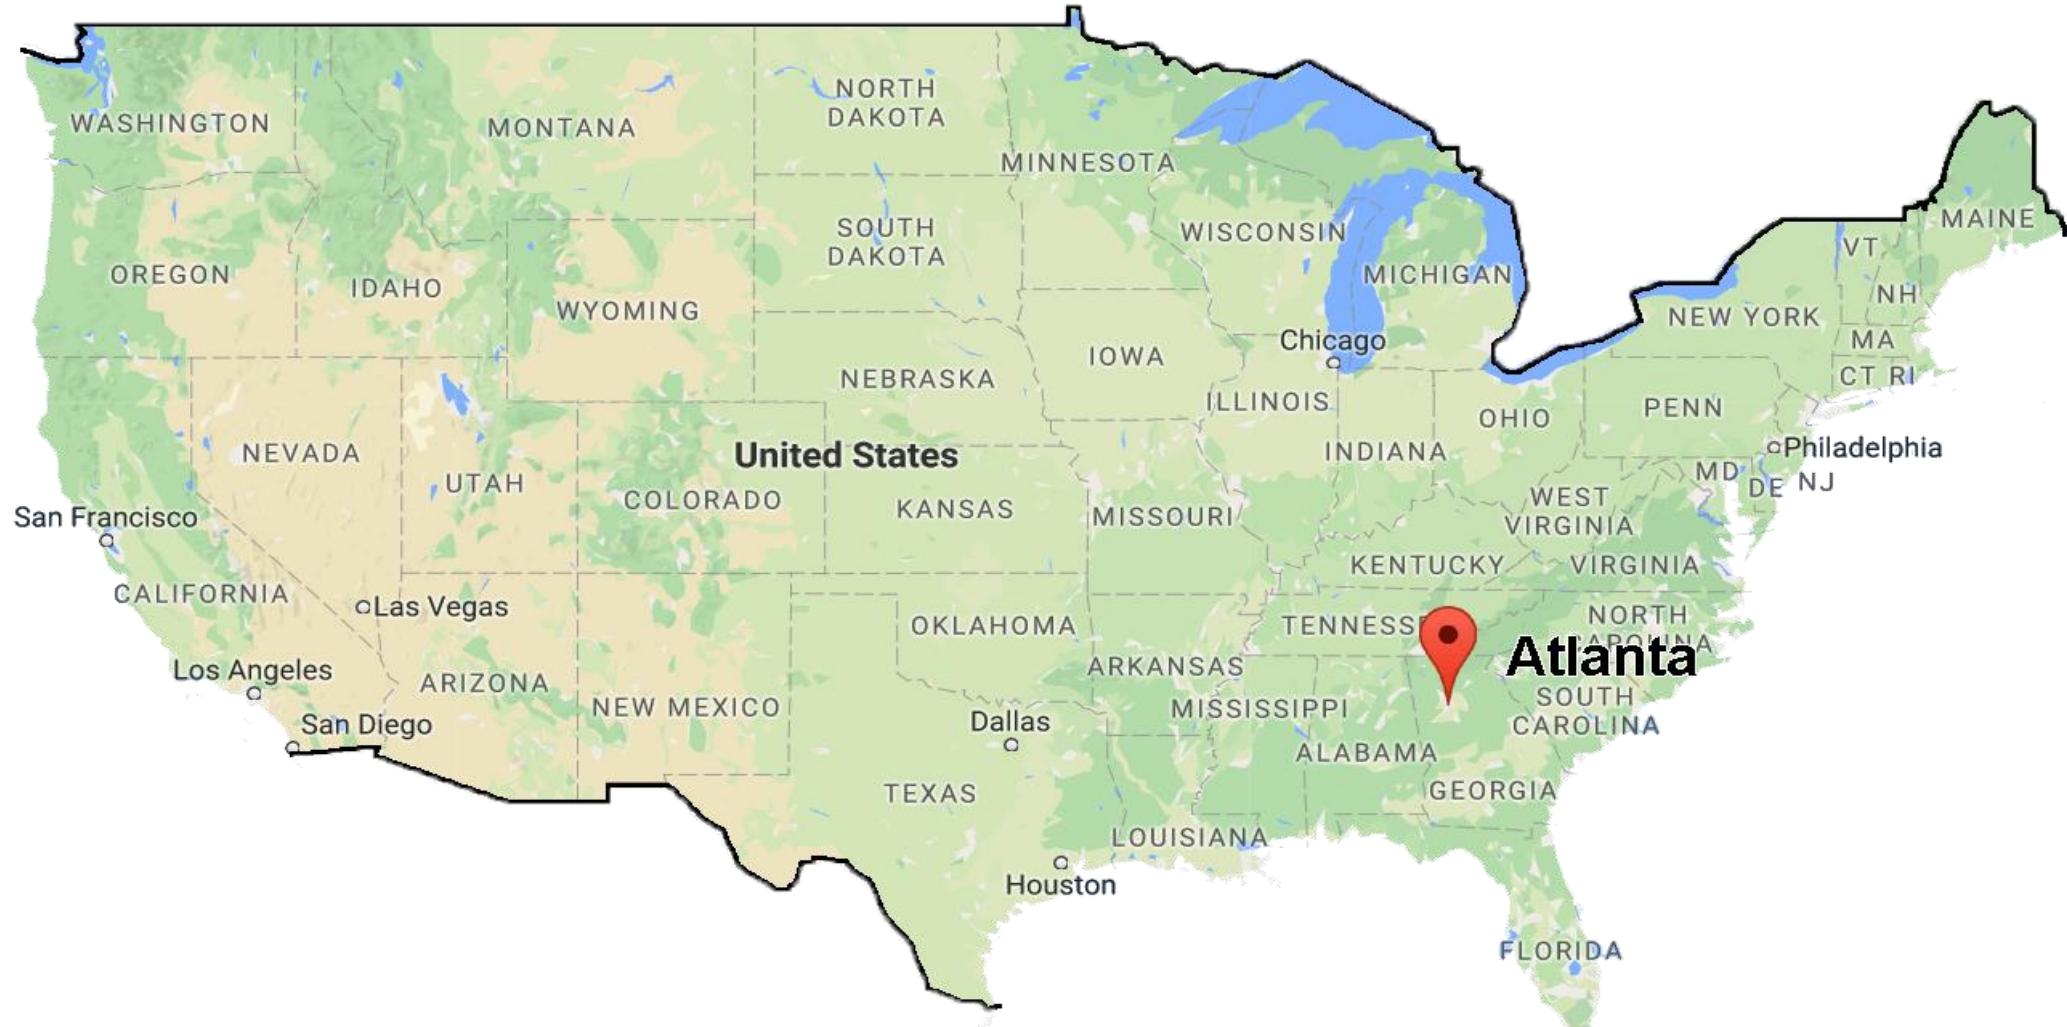 WASHINGTON
MONTANA
NORTH
DAKOTA
MINNESOTA
MAINE
OREGON
IDAHO
WYOMING
SOUTH
DAKOTA
WISCONSIN
MICHIGAN
VT
NH
NEW YORK
MA
CT RI
Chicago
IOWA
NEBRASKA
ILLINOIS
INDIANA
OHIO
PENN
Philadelphia
NEVADA
UTAH
COLORADO
United States
KANSAS
MISSOURI
WEST
VIRGINIA
MD
DE
NJ
San Francisco
CALIFORNIA
Las Vegas
KENTUCKY
VIRGINIA
Los Angeles
ARIZONA
NEW MEXICO
OKLAHOMA
ARKANSAS
TENNESS
NORTH
CAROLINA
Atlanta
San Diego
Dallas
MISSISSIPPI
SOUTH
CAROLINA
ALABAMA
TEXAS
GEORGIA
LOUISIANA
Houston
FLORIDA